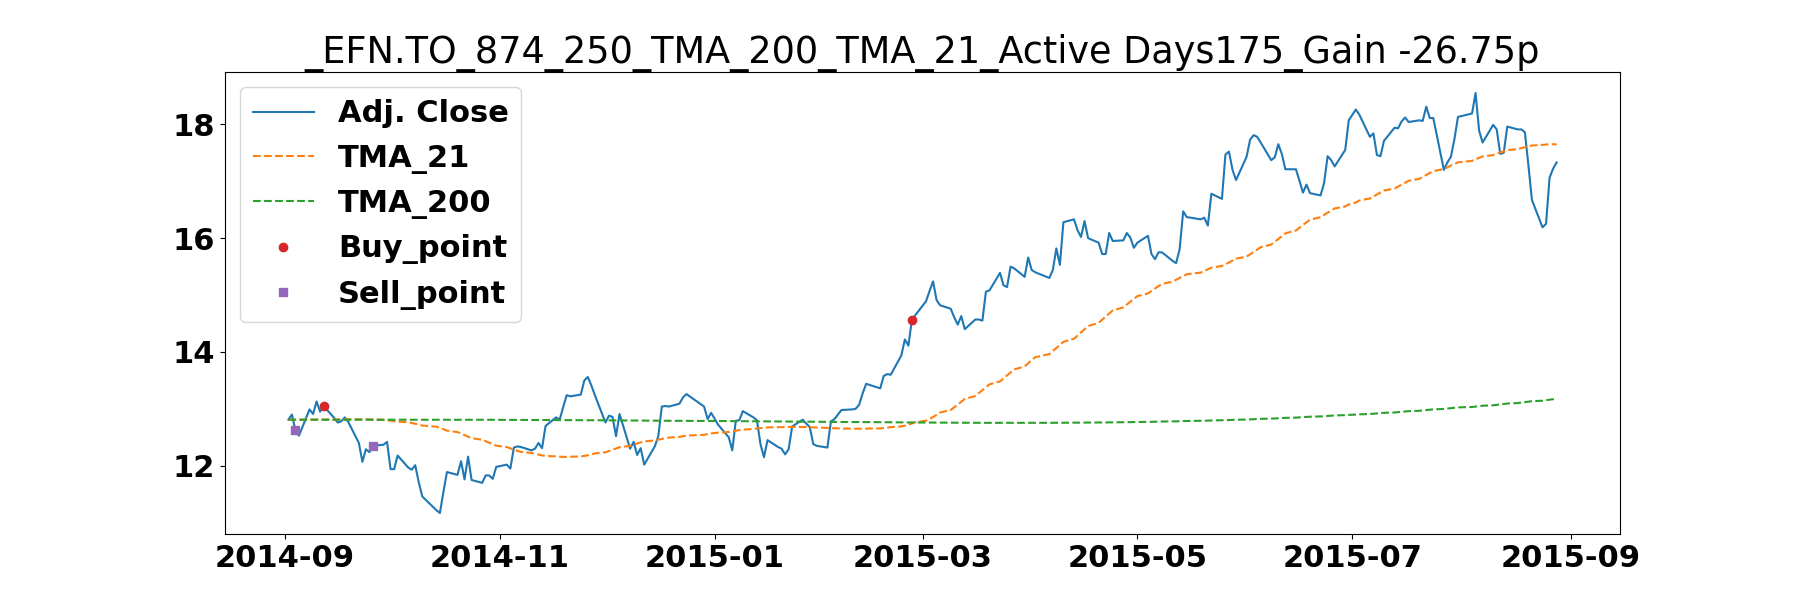 _EFN.TO_874_250_TMA_200_TMA_21_Active Days175_Gain -26.75p
Adj. Close
TMA_21
TMA_200
Buy_point
Sell_point
18
16
14
12
2014-09 2014-11 2015-01 2015-03 2015-05 2015-07 2015-09